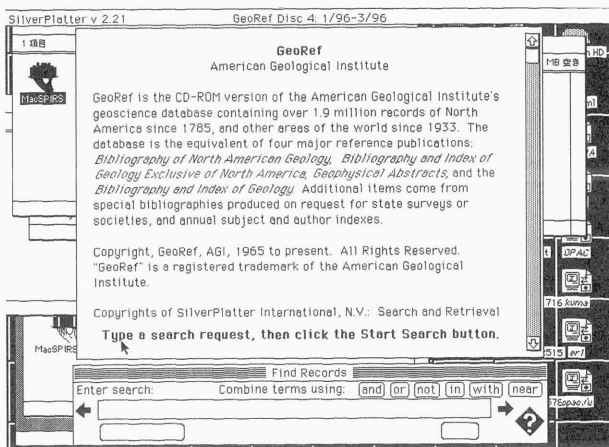 SilverPlatter v 2.21
GeoRef Disc 4: 1/96-3/96
1 項目
MacSPIRS
GeoRef
American Geological Institute
GeoRef is the CD-ROM version of the American Geological Institute's
geoscience database containing over 1.9 million records of North
America since 1785, and other areas of the world since 1933. The
database is the equivalent of four major reference publications:
Bibliography of North American Geology, Bibliography and Index of
Geology Exclusive of North America, Geophysical Abstracts, and the
Bibliography and Index of Geology. Additional items come from
special bibliographies produced on request for state surveys or
societies, and annual subject and author indexes.
Copyright, GeoRef, AGI, 1965 to present. All Rights Reserved.
"GeoRef" is a registered trademark of the American Geological
Institute.
Copyrights of SilverPlatter International, N.V.: Search and Retrieval
Type a search request, then click the Start Search button.
MB 空き
HD
OPAC
716 kuma
MacSPIRS
Find Records
Enter search:
Combine terms using:
and or not in with near
?